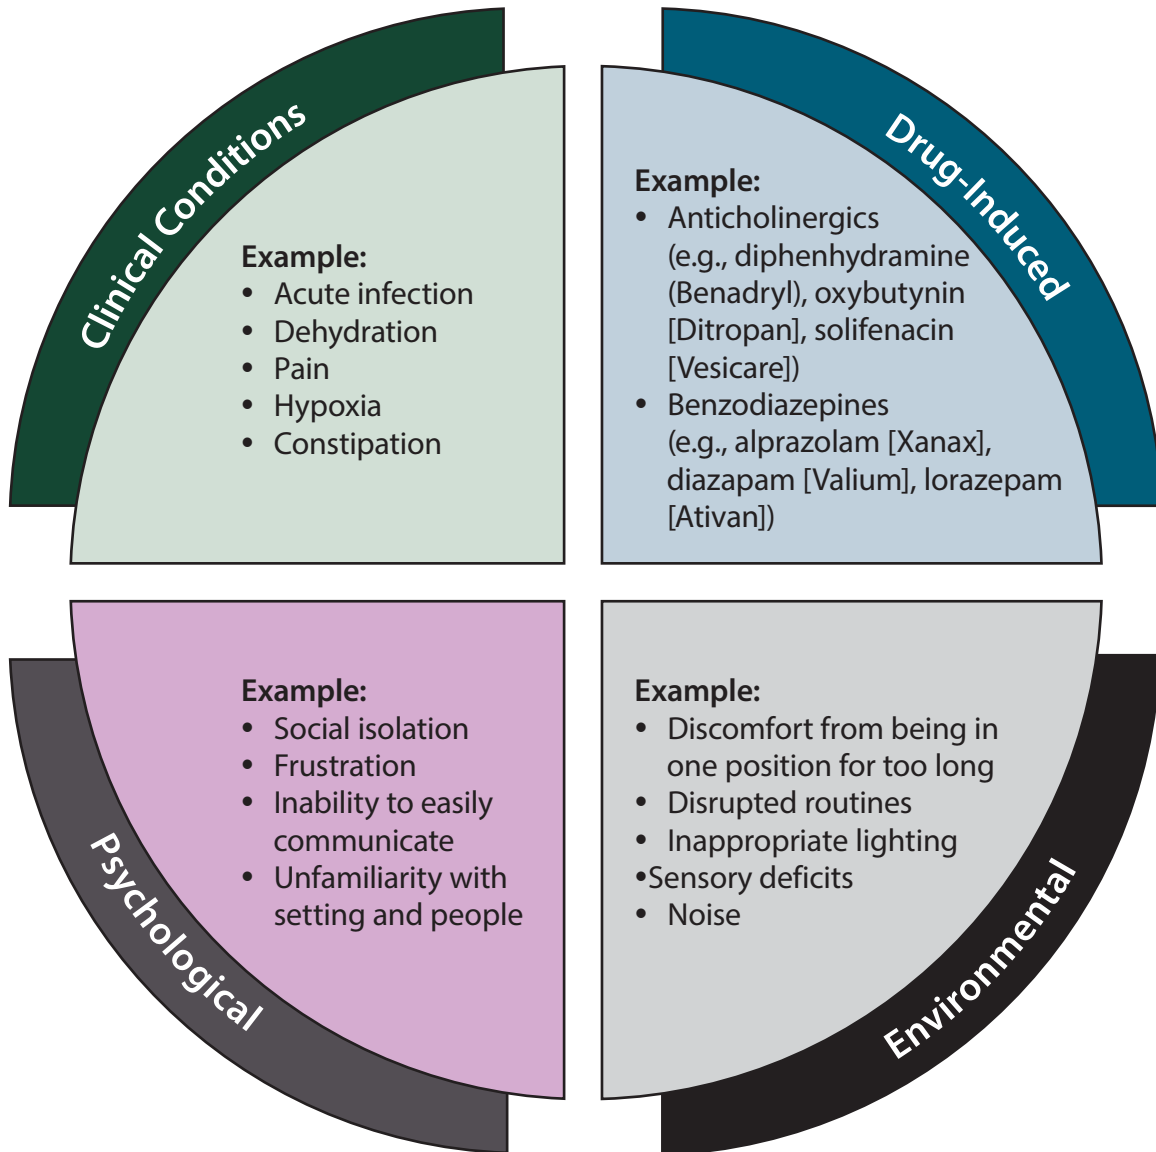 Clinical Conditions
Example:
• Acute infection
• Dehydration
• Pain
• Hypoxia
• Constipation
Drug-Induced
Example:
• Anticholinergics
(e.g., diphenhydramine
(Benadryl), oxybutynin
[Ditropan], solifenacin
[Vesicare])
• Benzodiazepines
(e.g., alprazolam [Xanax],
diazapam [Valium], lorazepam
[Ativan])
Psychological
Example:
• Social isolation
• Frustration
• Inability to easily
communicate
• Unfamiliarity with
setting and people
Environmental
Example:
• Discomfort from being in
one position for too long
• Disrupted routines
• Inappropriate lighting
•Sensory deficits
• Noise